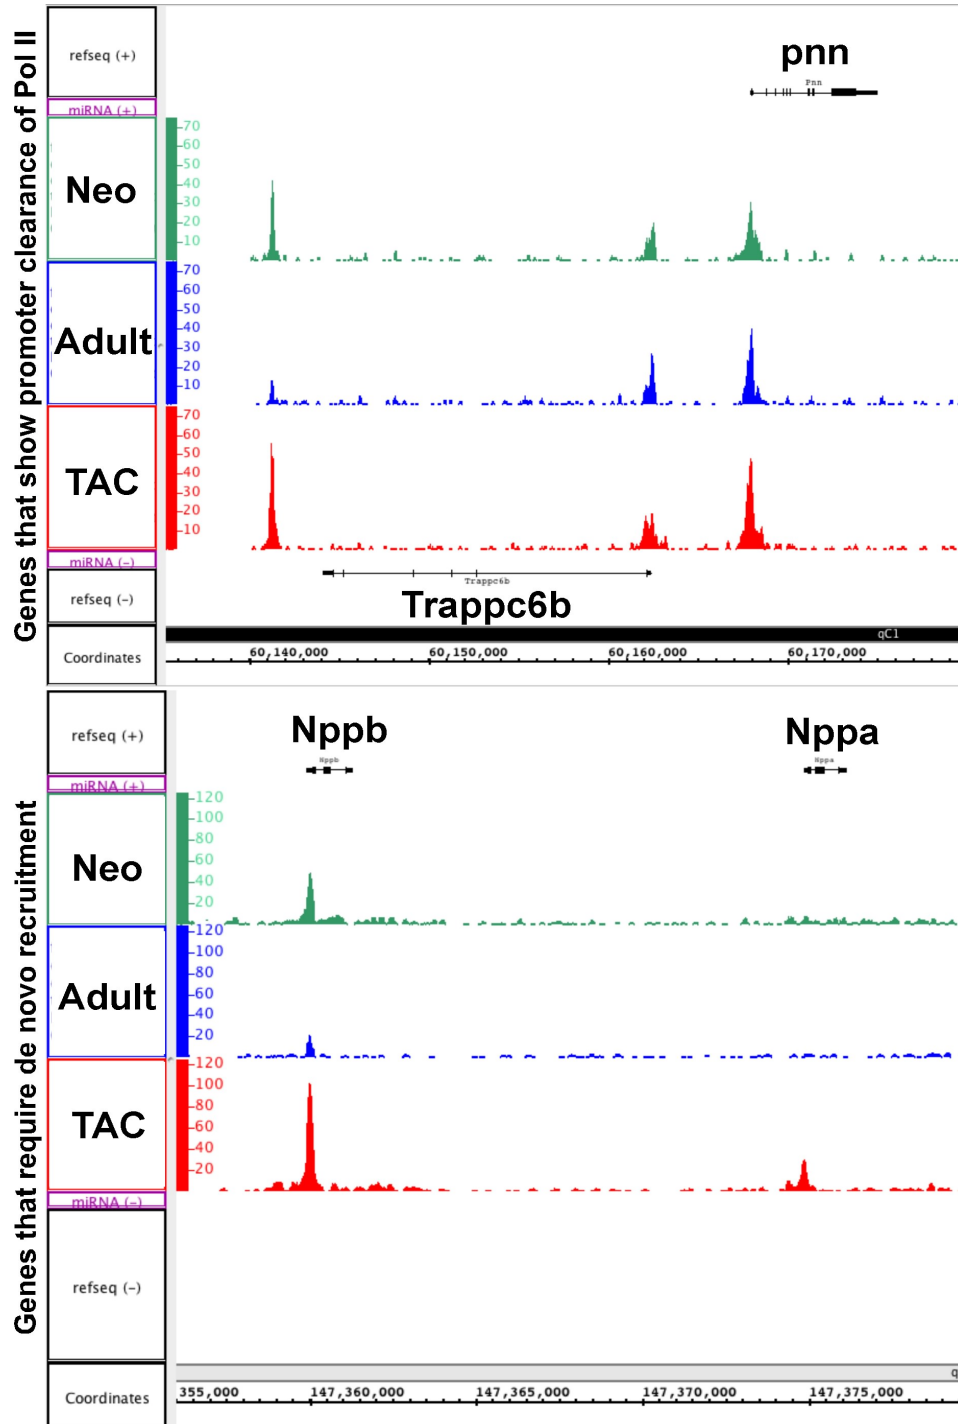 Genes that show promoter clearance of Pol II
refseq (+)
pnn
Pnn
miRNA (+)
Neo
70
60
50
40
30
20
10
Adult
70
60
50
40
30
20
10
TAC
70
60
50
40
30
20
10
miRNA (-)
refseq (-)
Trappc6b
Trappc6b
qC1
Coordinates
60,140,000 60,150,000 60,160,000 60,170,000
Genes that require de novo recruitment
refseq (+)
Nppb Nppa
Nppb Nppa
miRNA (+)
Neo
120
100
80
60
40
20
Adult
120
100
80
60
40
20
TAC
120
100
80
60
40
20
miRNA (-)
refseq (-)
q
Coordinates
355,000 147,360,000 147,365,000 147,370,000 147,375,000